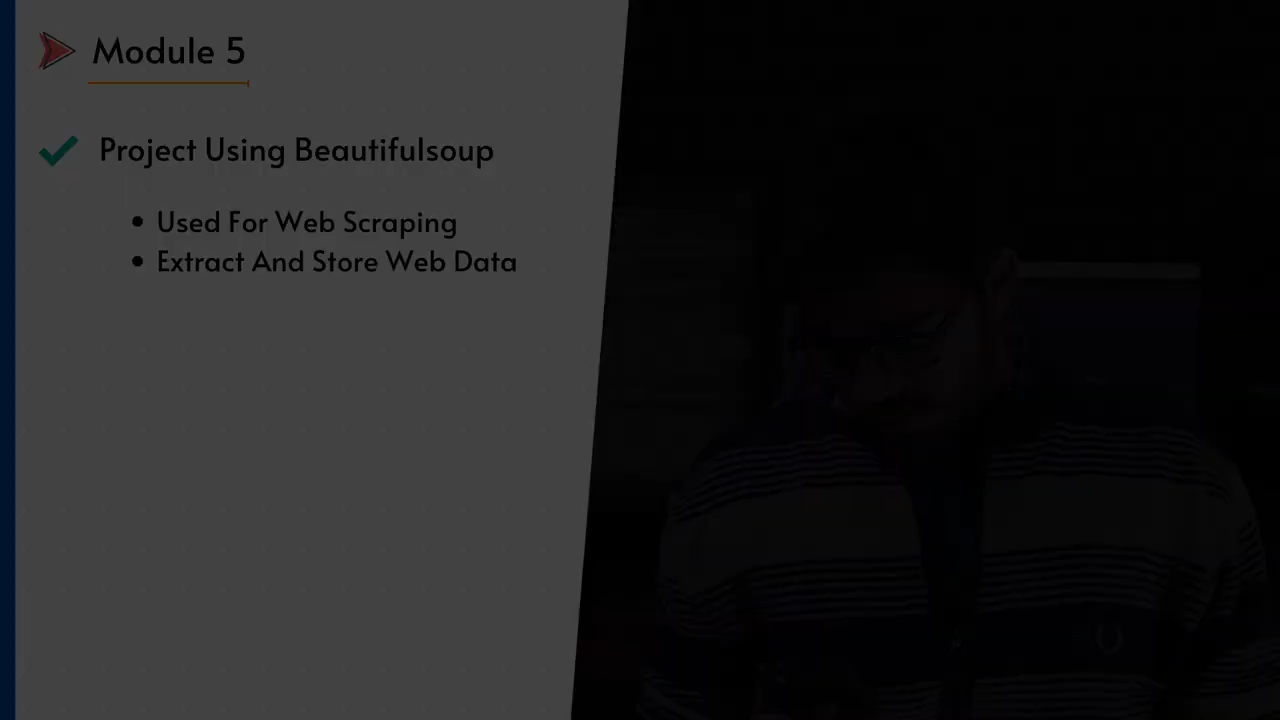 Module 5
Project Using Beautifulsoup
• Used For Web Scraping
• Extract And Store Web Data